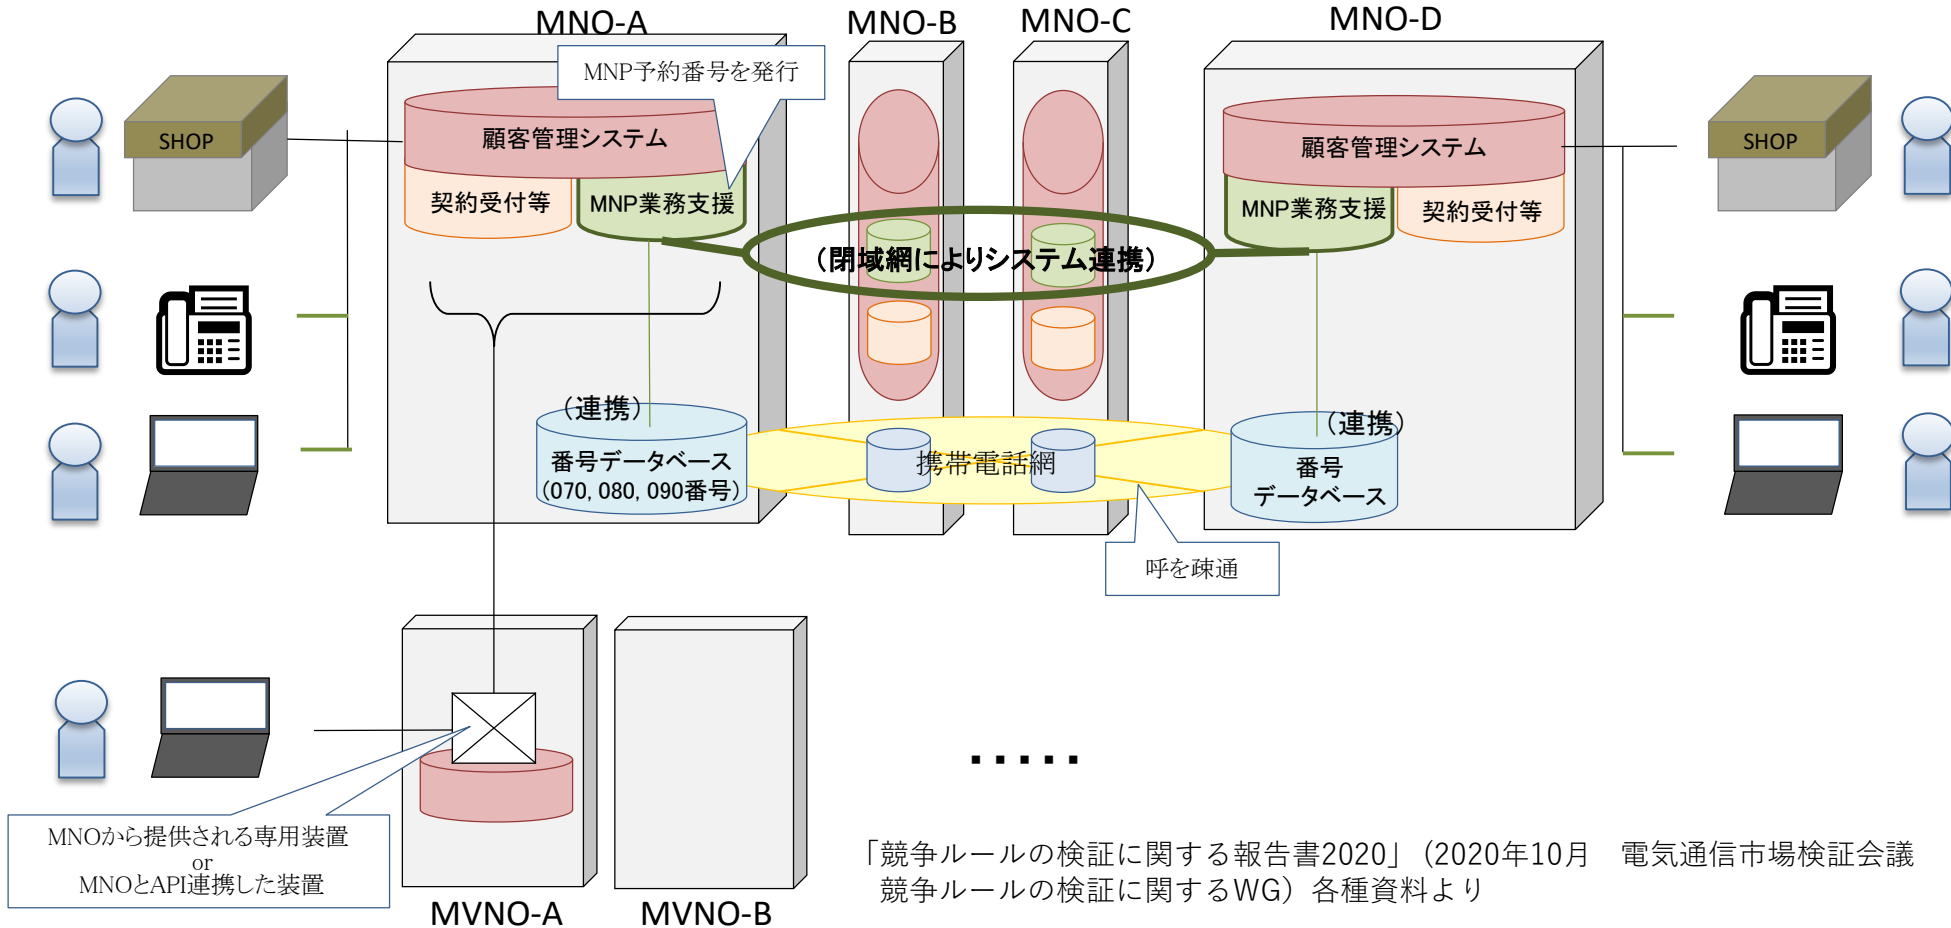 MNO-A
MNO-B
MNO-C
MNO-D
MNP予約番号を発行
SHOP
顧客管理システム
契約受付等
MNP業務支援
顧客管理システム
MNP業務支援
契約受付等
SHOP
（閉域網によりシステム連携）
（連携）
番号データベース
(070, 080, 090番号)
携帯電話網
（連携）
番号
データベース
呼を疎通
.....
MNOから提供される専用装置
or
MNOとAPI連携した装置
MVNO-A
MVNO-B
「競争ルールの検証に関する報告書2020」（2020年10月　電気通信市場検証会議
競争ルールの検証に関するWG）各種資料より